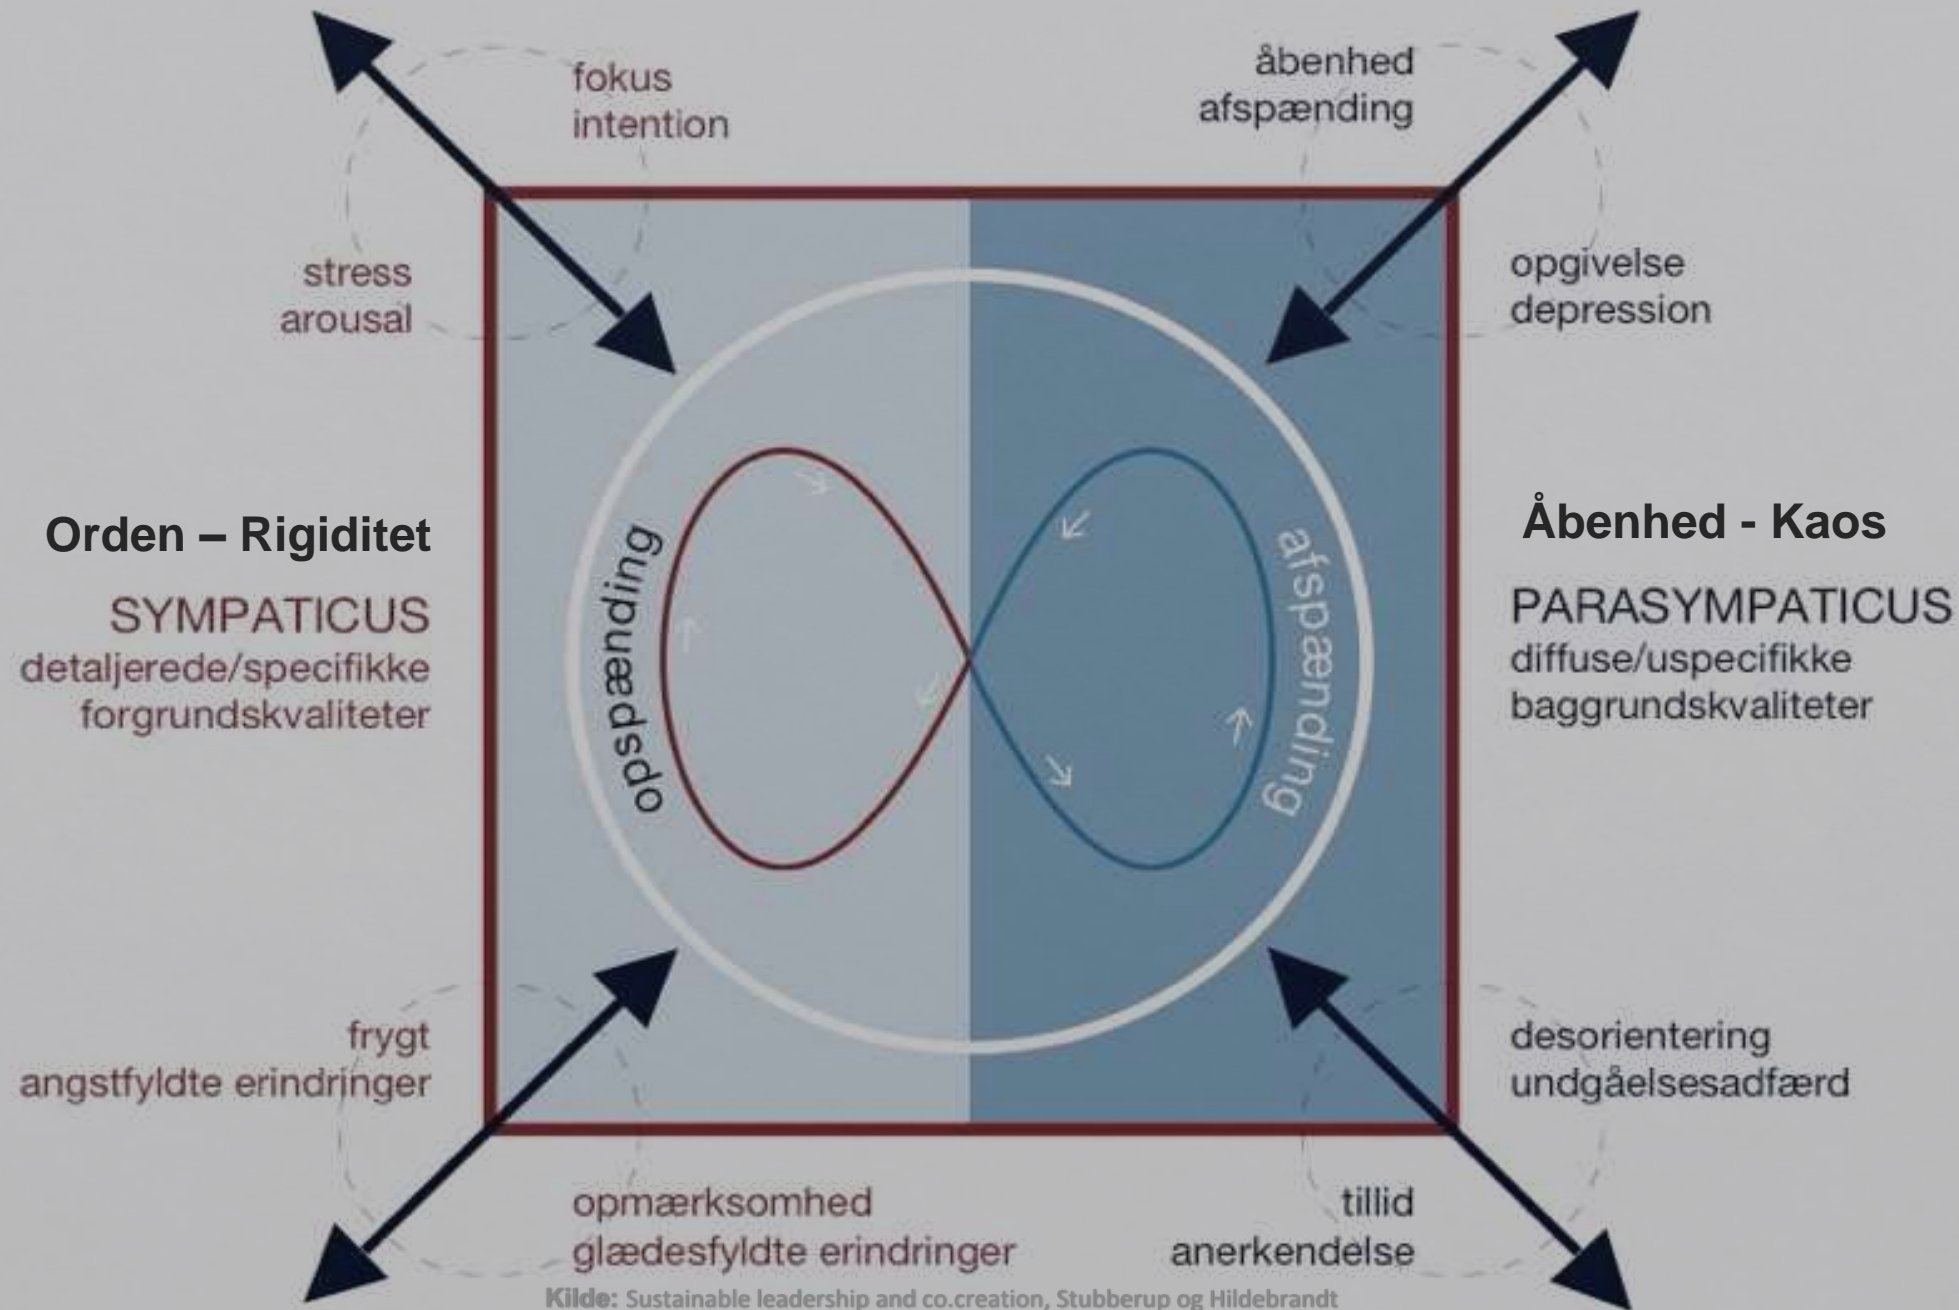 fokus
intention
åbenhed
afspænding
stress
arousal
opgivelse
depression
Orden – Rigiditet
SYMPATICUS
detaljerede/specifikke
forgrundskvaliteter
opspænding
afspænding
Åbenhed - Kaos
PARASYMPATICUS
diffuse/uspecifikke
baggrundskvaliteter
frygt
angstfyldte erindringer
desorientering
undgåelsesadfærd
opmærksomhed
glædesfyldte erindringer
tillid
anerkendelse
Kilde: Sustainable leadership and co.creation, Stubberup og Hildebrandt